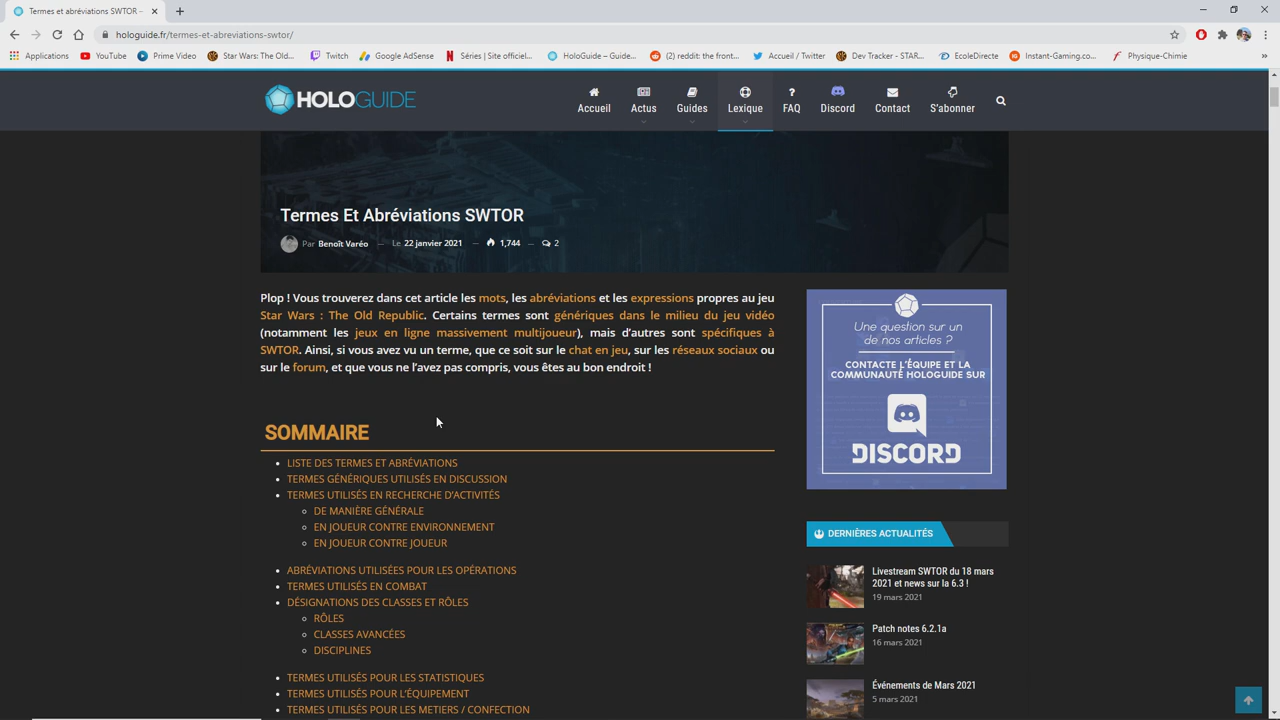 Termes et abréviations SWTOR –
hologuide.fr/termes-et-abreviations-swtor/
Applications
YouTube
Prime Video
Star Wars: The Old...
Twitch
Google AdSense
Séries | Site officiel...
HoloGuide – Guide...
(2) reddit: the front...
Accueil / Twitter
Dev Tracker - STAR...
EcoleDirecte
Instant-Gaming.co...
Physique-Chimie
HOLOGUIDE
Accueil
Actus
Guides
Lexique
FAQ
Discord
Contact
S'abonner
Termes Et Abréviations SWTOR
Par Benoît Varéo — Le 22 janvier 2021 — 1,744 — 2
Plop ! Vous trouverez dans cet article les mots, les abréviations et les expressions propres au jeu
Star Wars : The Old Republic. Certains termes sont génériques dans le milieu du jeu vidéo
(notamment les jeux en ligne massivement multijoueur), mais d'autres sont spécifiques à
SWTOR. Ainsi, si vous avez vu un terme, que ce soit sur le chat en jeu, sur les réseaux sociaux ou
sur le forum, et que vous ne l'avez pas compris, vous êtes au bon endroit !
SOMMAIRE
LISTE DES TERMES ET ABRÉVIATIONS
TERMES GÉNÉRIQUES UTILISÉS EN DISCUSSION
TERMES UTILISÉS EN RECHERCHE D'ACTIVITÉS
DE MANIÈRE GÉNÉRALE
EN JOUEUR CONTRE ENVIRONNEMENT
EN JOUEUR CONTRE JOUEUR
ABRÉVIATIONS UTILISÉES POUR LES OPÉRATIONS
TERMES UTILISÉS EN COMBAT
DÉSIGNATIONS DES CLASSES ET RÔLES
RÔLES
CLASSES AVANCÉES
DISCIPLINES
TERMES UTILISÉS POUR LES STATISTIQUES
TERMES UTILISÉS POUR L'ÉQUIPEMENT
TERMES UTILISÉS POUR LES METIERS / CONFECTION
Une question sur un
de nos articles ?
CONTACTE L'ÉQUIPE ET LA
COMMUNAUTÉ HOLOGUIDE SUR
DISCORD
DERNIÈRES ACTUALITÉS
Livestream SWTOR du 18 mars
2021 et news sur la 6.3 !
19 mars 2021
Patch notes 6.2.1a
16 mars 2021
Événements de Mars 2021
5 mars 2021